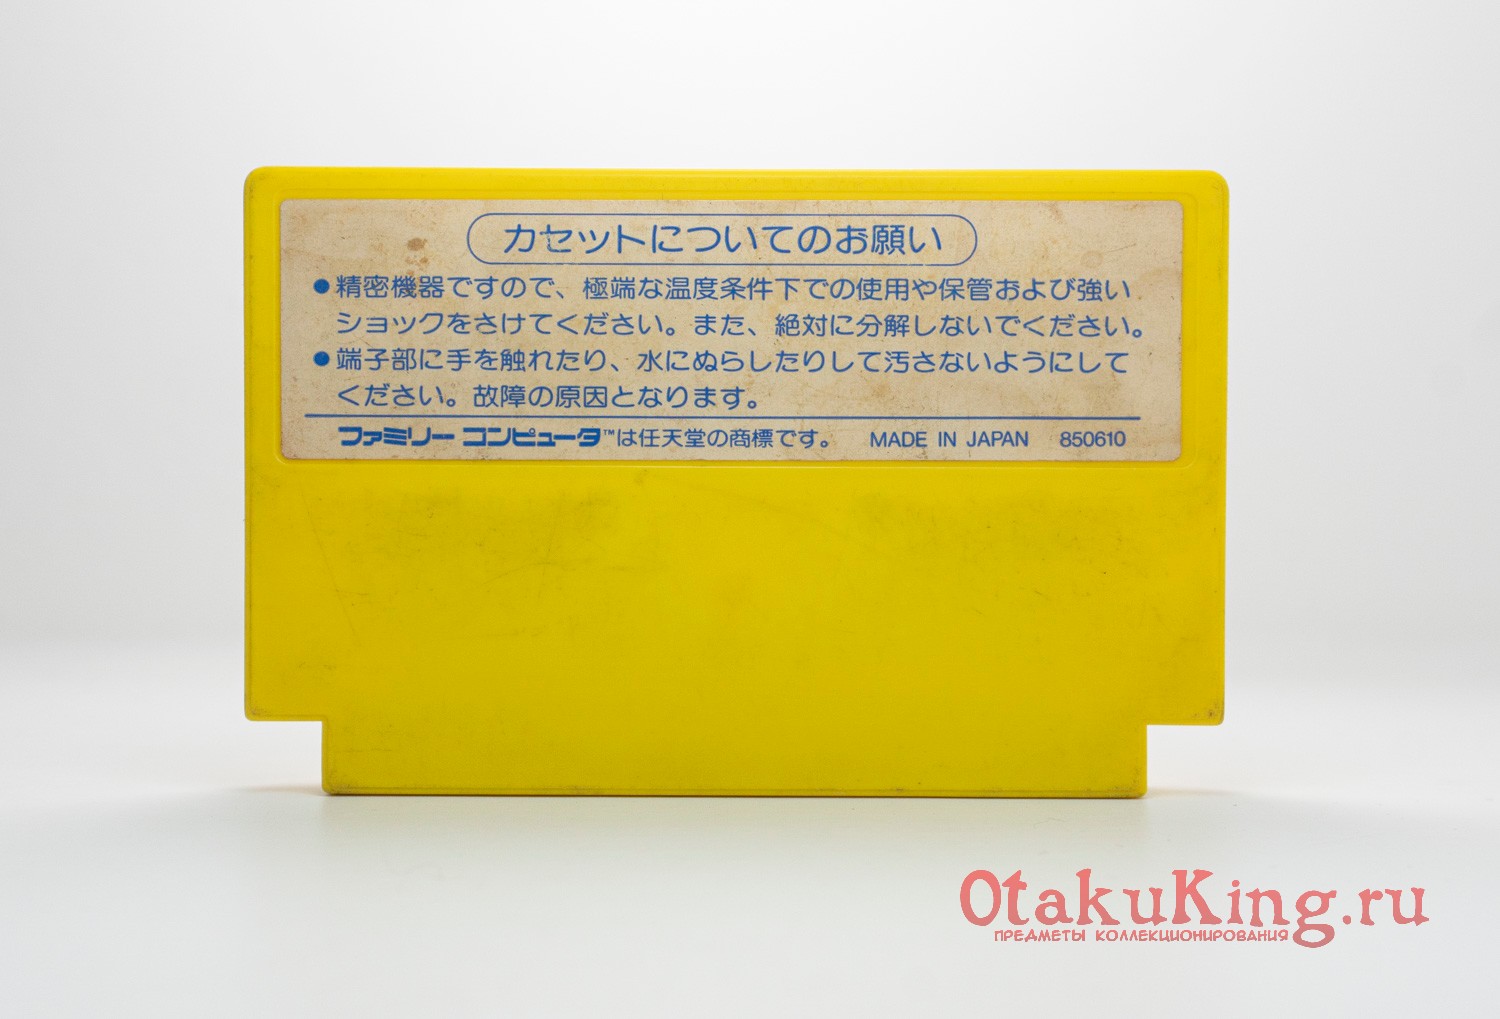 カセットについてのお願い
●精密機器ですので、極端な温度条件下での使用や保管および強い
ショックをさけてください。また、絶対に分解しないでください。
●端子部に手を触れたり、水にぬらしたりして汚さないようにして
ください。故障の原因となります。
ファミリーコンピュータ™は任天堂の商標です。 MADE IN JAPAN 850610
OtakuKing.ru
ПРЕДМЕТЫ КОЛЛЕКЦИОНИРОВАНИЯ